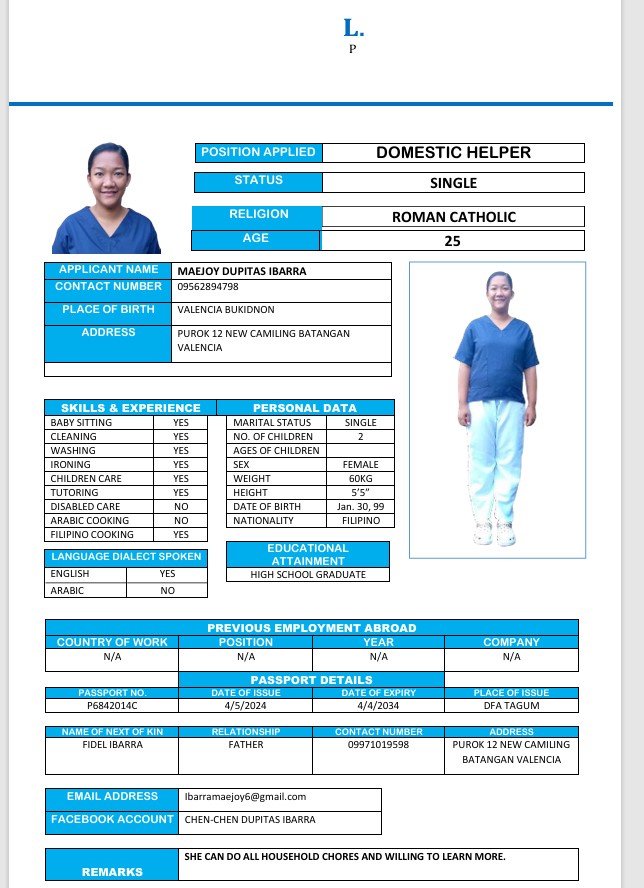 L.
P
POSITION APPLIED DOMESTIC HELPER
STATUS SINGLE
RELIGION ROMAN CATHOLIC
AGE 25
APPLICANT NAME MAEJOY DUPITAS IBARRA
CONTACT NUMBER 09562894798
PLACE OF BIRTH VALENCIA BUKIDNON
ADDRESS PUROK 12 NEW CAMILING BATANGAN
VALENCIA
SKILLS & EXPERIENCE PERSONAL DATA
BABY SITTING YES MARITAL STATUS SINGLE
CLEANING YES NO. OF CHILDREN 2
WASHING YES AGES OF CHILDREN
IRONING YES SEX FEMALE
CHILDREN CARE YES WEIGHT 60KG
TUTORING YES HEIGHT 5’5”
DISABLED CARE NO DATE OF BIRTH Jan. 30, 99
ARABIC COOKING NO NATIONALITY FILIPINO
FILIPINO COOKING YES
LANGUAGE DIALECT SPOKEN
ENGLISH YES
ARABIC NO
EDUCATIONAL
ATTAINMENT
HIGH SCHOOL GRADUATE
PREVIOUS EMPLOYMENT ABROAD
COUNTRY OF WORK POSITION YEAR COMPANY
N/A N/A N/A N/A
PASSPORT DETAILS
PASSPORT NO. DATE OF ISSUE DATE OF EXPIRY PLACE OF ISSUE
P6842014C 4/5/2024 4/4/2034 DFA TAGUM
NAME OF NEXT OF KIN RELATIONSHIP CONTACT NUMBER ADDRESS
FIDEL IBARRA FATHER 09971019598 PUROK 12 NEW CAMILING
BATANGAN VALENCIA
EMAIL ADDRESS Ibarramaejoy6@gmail.com
FACEBOOK ACCOUNT CHEN-CHEN DUPITAS IBARRA
REMARKS SHE CAN DO ALL HOUSEHOLD CHORES AND WILLING TO LEARN MORE.